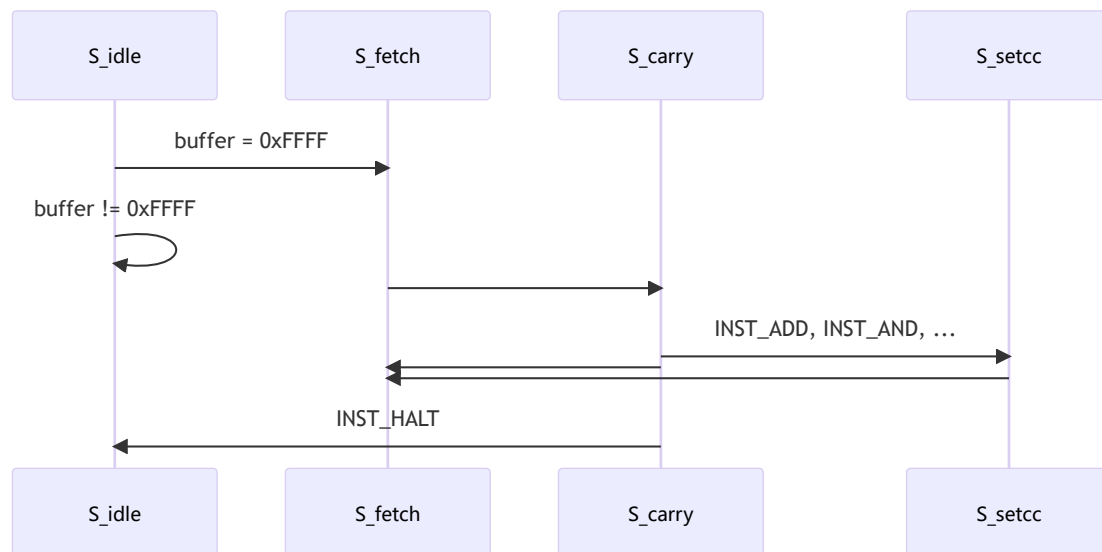 S_idle
S_fetch
S_carry
S_setcc
buffer = 0xFFFF
buffer != 0xFFFF
INST_ADD, INST_AND, ...
INST_HALT
S_idle
S_fetch
S_carry
S_setcc